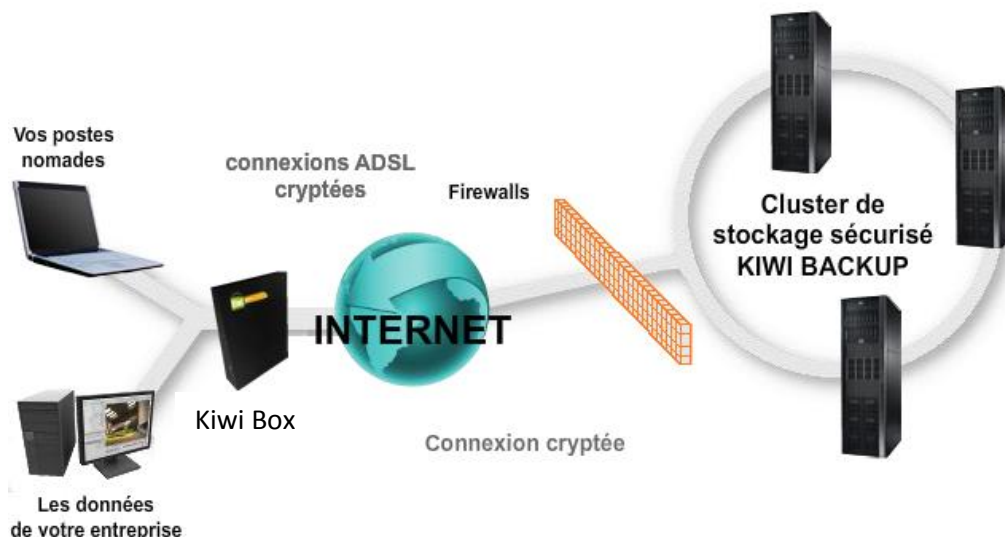 Vos postes
nomades
connexions ADSL
cryptées
Firewalls
Cluster de
stockage sécurisé
KIWI BACKUP
INTERNET
Kiwi Box
Connexion cryptée
Les données
de votre entreprise